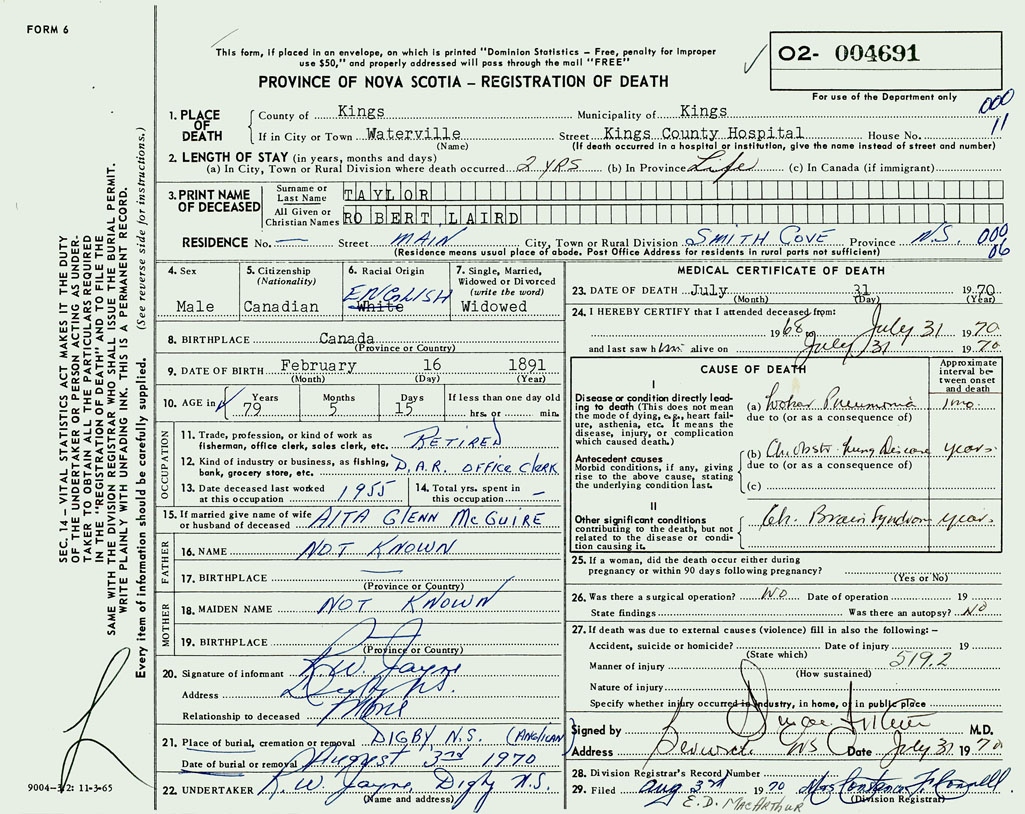 FORM 6
This form, if placed in an envelope, on which is printed "Dominion Statistics – Free, penalty for improper
use $50," and properly addressed will pass through the mail "FREE"
O2- 004691
For use of the Department only
PROVINCE OF NOVA SCOTIA – REGISTRATION OF DEATH
000
11
1. PLACE OF DEATH
County of Kings Municipality of Kings
If in City or Town Waterville Street Kings County Hospital House No.
(Name) (If death occurred in a hospital or institution, give the name instead of street and number)
2. LENGTH OF STAY (in years, months and days)
(a) In City, Town or Rural Division where death occurred 2 YRS (b) In Province Life (c) In Canada (if immigrant)
3. PRINT NAME OF DECEASED
Surname or Last Name TAYLOR
All Given or Christian Names ROBERT LAIRD
RESIDENCE No. — Street MAIN City, Town or Rural Division SMITH COVE Province N.S. 000
06
(Residence means usual place of abode. Post Office Address for residents in rural parts not sufficient)
4. Sex
Male
5. Citizenship
(Nationality)
Canadian
6. Racial Origin
ENGLISH
White
7. Single, Married,
Widowed or Divorced
(write the word)
Widowed
8. BIRTHPLACE Canada
(Province or Country)
9. DATE OF BIRTH February 16 1891
(Month) (Day) (Year)
10. AGE in Years Months Days If less than one day old
79 5 15 hrs. or min.
OCCUPATION
11. Trade, profession, or kind of work as
fisherman, office clerk, sales clerk, etc. RETIRED
12. Kind of industry or business, as fishing,
bank, grocery store, etc. D.A.R. OFFICE CLERK
13. Date deceased last worked
at this occupation 1955
14. Total yrs. spent in
this occupation –
15. If married give name of wife
or husband of deceased AITA GLENN McGUIRE
FATHER
16. NAME NOT KNOWN
17. BIRTHPLACE —
(Province or Country)
MOTHER
18. MAIDEN NAME NOT KNOWN
19. BIRTHPLACE
(Province or Country)
20. Signature of informant R.W. Jayne
Address Digby N.S.
Relationship to deceased None
21. Place of burial, cremation or removal DIGBY N.S. (ANGLICAN)
Date of burial or removal August 3rd 1970
22. UNDERTAKER R. W. Jayne, Digby N.S.
(Name and address)
MEDICAL CERTIFICATE OF DEATH
23. DATE OF DEATH July 31 1970
(Month) (Day) (Year)
24. I HEREBY CERTIFY that I attended deceased from:
1968 July 31 1970
and last saw him alive on July 31 1970
CAUSE OF DEATH
Approximate interval between onset and death
I
Disease or condition directly leading to death (This does not mean the mode of dying, e.g., heart failure, asthenia, etc. It means the disease, injury, or complication which caused death.)
(a) Lobar Pneumonia 1 mo.
due to (or as a consequence of)
Antecedent causes
Morbid conditions, if any, giving rise to the above cause, stating the underlying condition last.
(b) Ch. Obstr. Lung Disease years
due to (or as a consequence of)
(c)
II
Other significant conditions
contributing to the death, but not related to the disease or condition causing it.
Ch. Brain Syndrom years
25. If a woman, did the death occur either during
pregnancy or within 90 days following pregnancy?
(Yes or No)
26. Was there a surgical operation? NO Date of operation 19
State findings Was there an autopsy? NO
27. If death was due to external causes (violence) fill in also the following: –
Accident, suicide or homicide? Date of injury 19
(State which) 519.2
Manner of injury
(How sustained)
Nature of injury
Specify whether injury occurred in industry, in home, or in public place
Signed by M.D.
Address Berwick NS Date July 31 1970
28. Division Registrar's Record Number
29. Filed Aug 3rd 1970 Mrs Constance
E.D. MacARTHUR (Division Registrar)
SEC. 14 – VITAL STATISTICS ACT MAKES IT THE DUTY
OF THE UNDERTAKER OR PERSON ACTING AS UNDERTAKER TO OBTAIN ALL THE PARTICULARS REQUIRED
IN THE "REGISTRATION OF DEATH" AND TO FILE THE
SAME WITH THE DIVISION REGISTRAR WHO SHALL ISSUE THE BURIAL PERMIT.
WRITE PLAINLY WITH UNFADING INK. THIS IS A PERMANENT RECORD.
Every item of information should be carefully supplied. (See reverse side for instructions.)
9004-3/2: 11-3-65